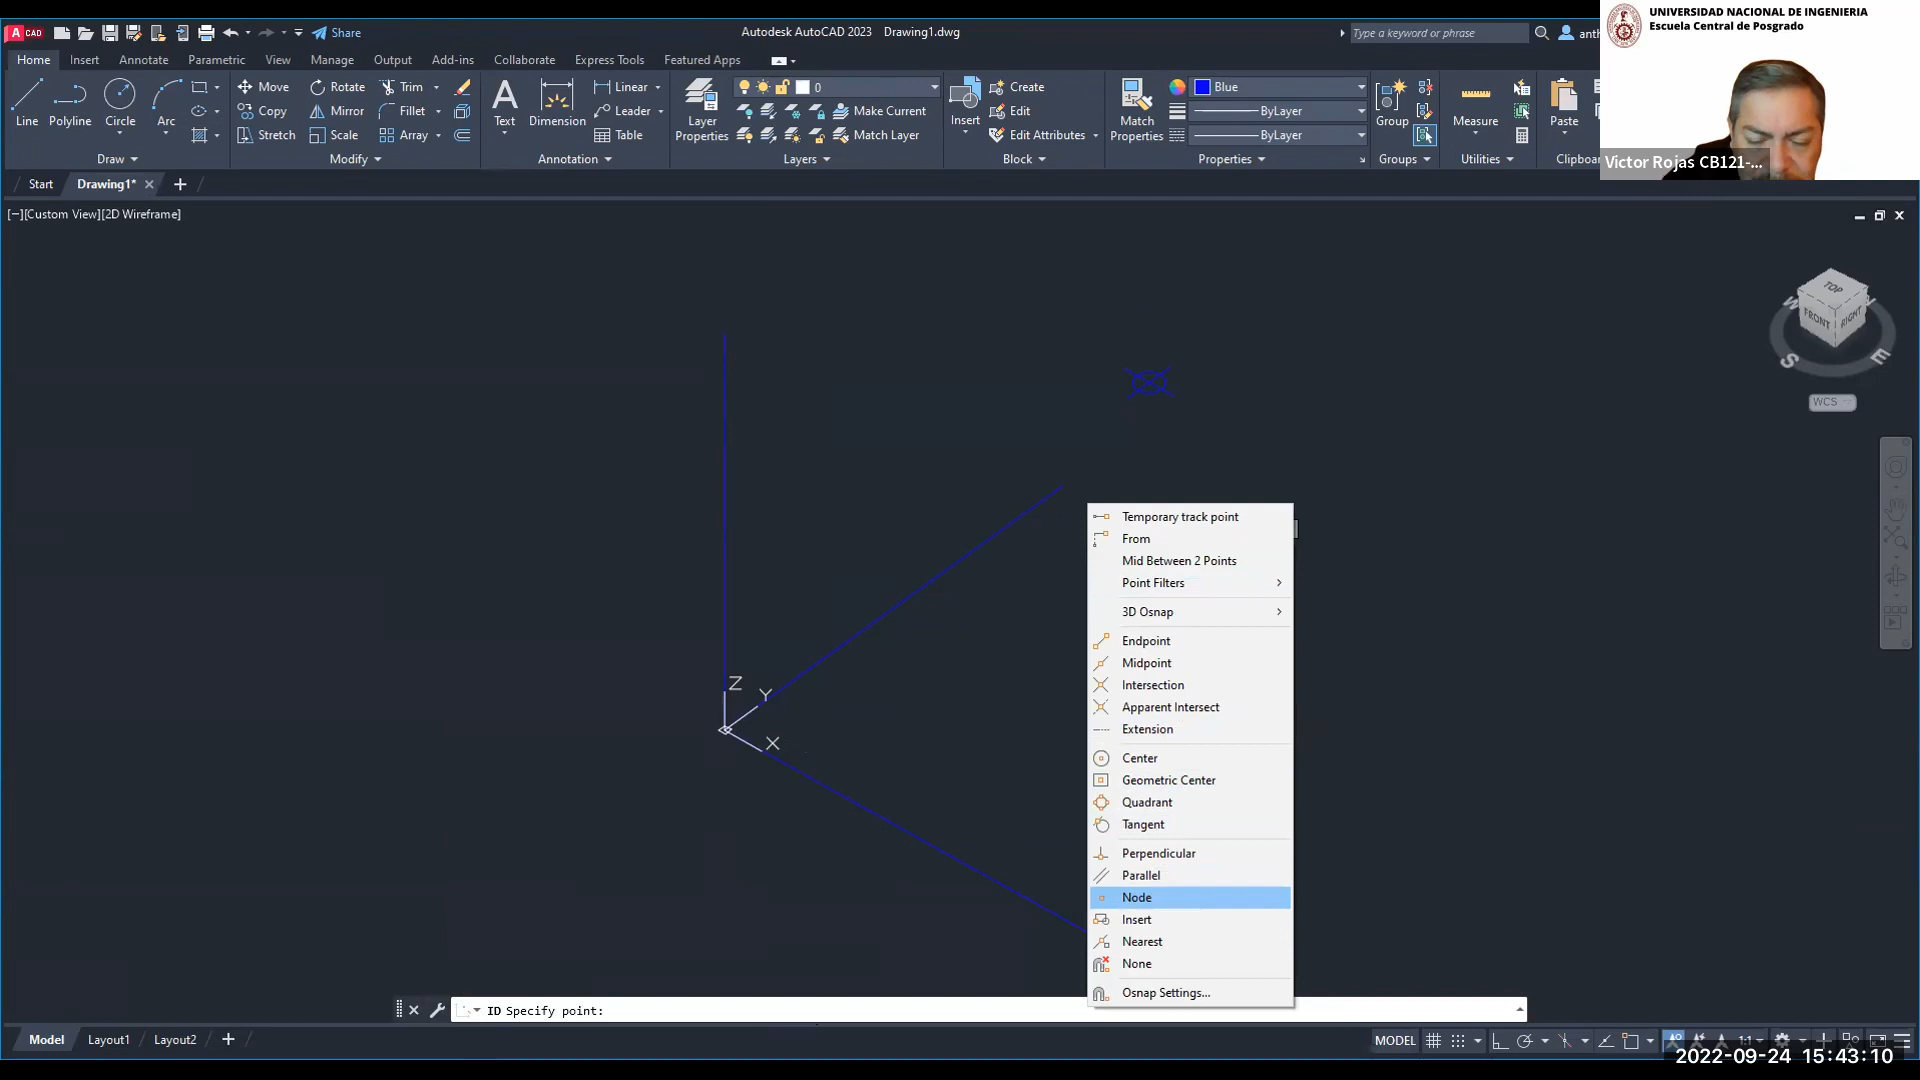 UNIVERSIDAD NACIONAL DE INGENIERIA
Escuela Central de Posgrado
Victor Rojas CB121-...
A CAD
Share
Autodesk AutoCAD 2023 Drawing1.dwg
Type a keyword or phrase
Home Insert Annotate Parametric View Manage Output Add-ins Collaborate Express Tools Featured Apps
Line
Polyline
Circle
Arc
Draw
Move
Rotate
Trim
Copy
Mirror
Fillet
Stretch
Scale
Array
Modify
Text
Dimension
Linear
Leader
Table
Annotation
Layer
Properties
0
Make Current
Match Layer
Layers
Insert
Create
Edit
Edit Attributes
Block
Match
Properties
Blue
ByLayer
ByLayer
Properties
Group
Groups
Measure
Utilities
Paste
Start
Drawing1*
[−][Custom View][2D Wireframe]
TOP
FRONT
RIGHT
W
S
E
WCS
Z
Y
X
Temporary track point
From
Mid Between 2 Points
Point Filters
3D Osnap
Endpoint
Midpoint
Intersection
Apparent Intersect
Extension
Center
Geometric Center
Quadrant
Tangent
Perpendicular
Parallel
Node
Insert
Nearest
None
Osnap Settings...
ID Specify point:
Model
Layout1
Layout2
MODEL
1:1
2022-09-24 15:43:10